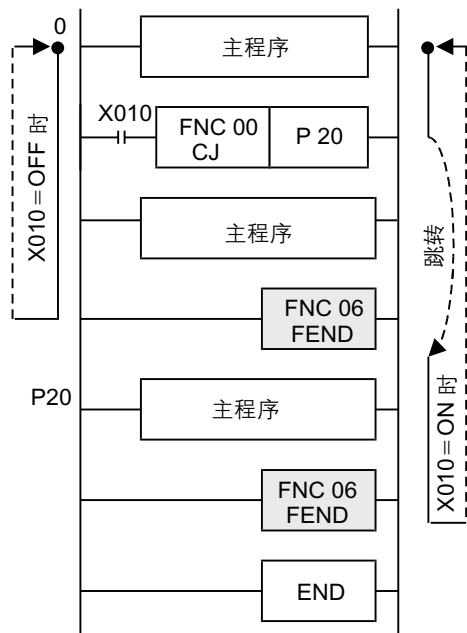 0
主程序
X010
FNC 00
CJ
P 20
X010＝OFF 时
主程序
跳转
FNC 06
FEND
P20
主程序
X010＝ON 时
FNC 06
FEND
END